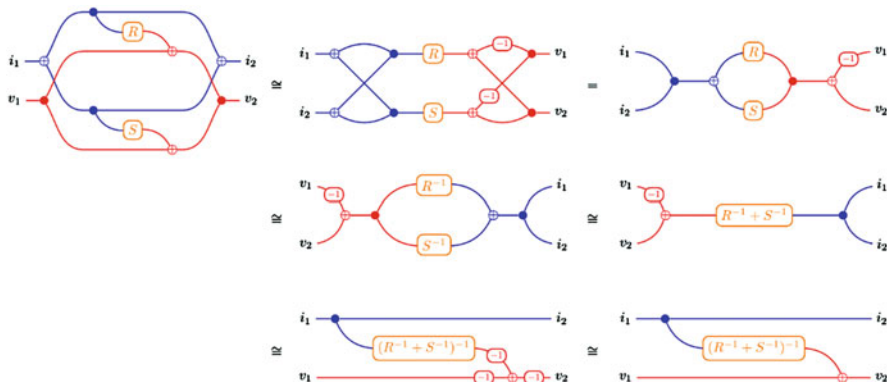 i₁ R i₂
v₁ S v₂
≅
i₁ R -1 v₁
i₂ S -1 v₂
=
i₁ R -1 v₁
i₂ S v₂
≅
v₁ -1 R⁻¹ i₁
v₂ S⁻¹ i₂
≅
v₁ -1 R⁻¹ + S⁻¹ i₁
v₂ i₂
≅
i₁ i₂
(R⁻¹ + S⁻¹)⁻¹ -1
v₁ -1 -1 v₂
≅
i₁ i₂
(R⁻¹ + S⁻¹)⁻¹
v₁ v₂